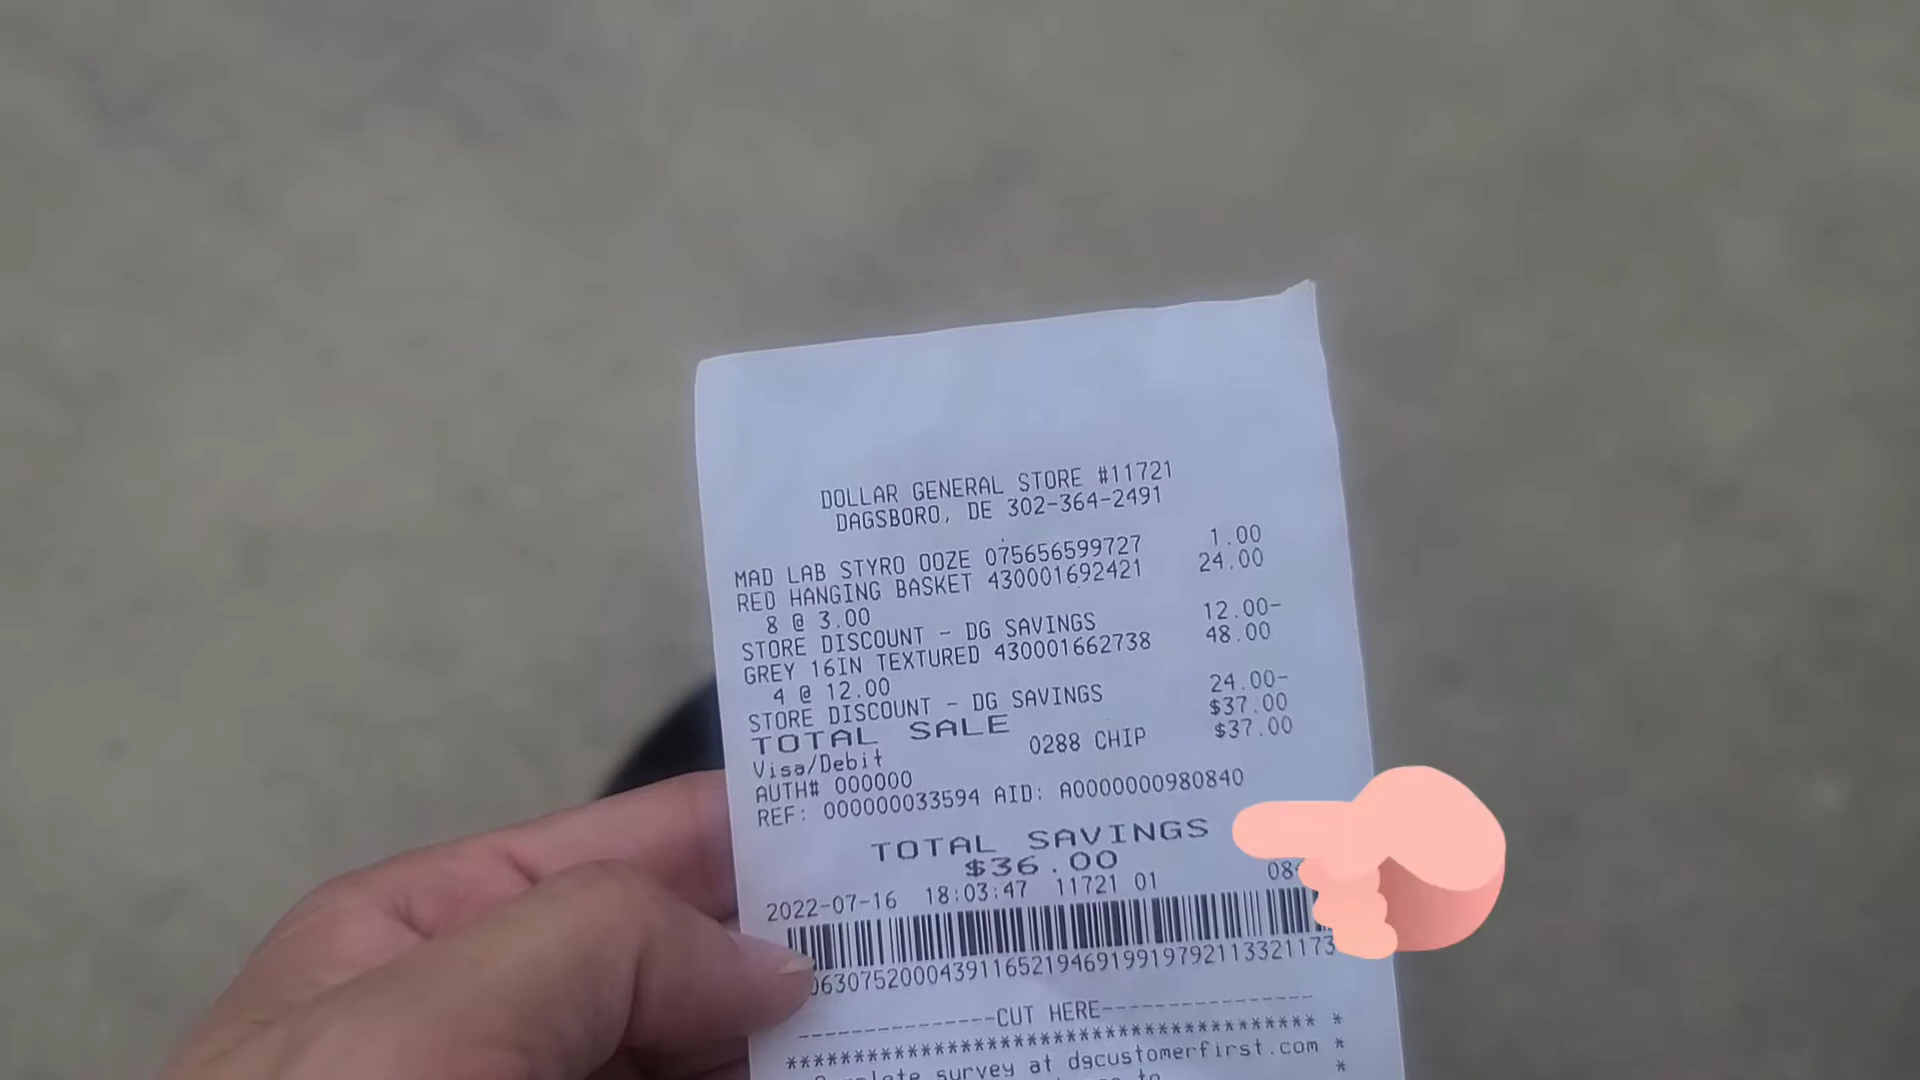 DOLLAR GENERAL STORE #11721
DAGSBORO, DE 302-364-2491
MAD LAB STYRO OOZE 075656599727 1.00
RED HANGING BASKET 430001692421 24.00
8 @ 3.00
STORE DISCOUNT - DG SAVINGS 12.00-
GREY 16IN TEXTURED 430001662738 48.00
4 @ 12.00
STORE DISCOUNT - DG SAVINGS 24.00-
TOTAL SALE $37.00
Visa/Debit 0288 CHIP $37.00
AUTH# 000000
REF: 000000033594 AID: A0000000980840
TOTAL SAVINGS
$36.00
2022-07-16 18:03:47 11721 01
06307520004391165219469199197921133211​73
---------------CUT HERE----------------
***************************************** *
survey at dgcustomerfirst.com *
*